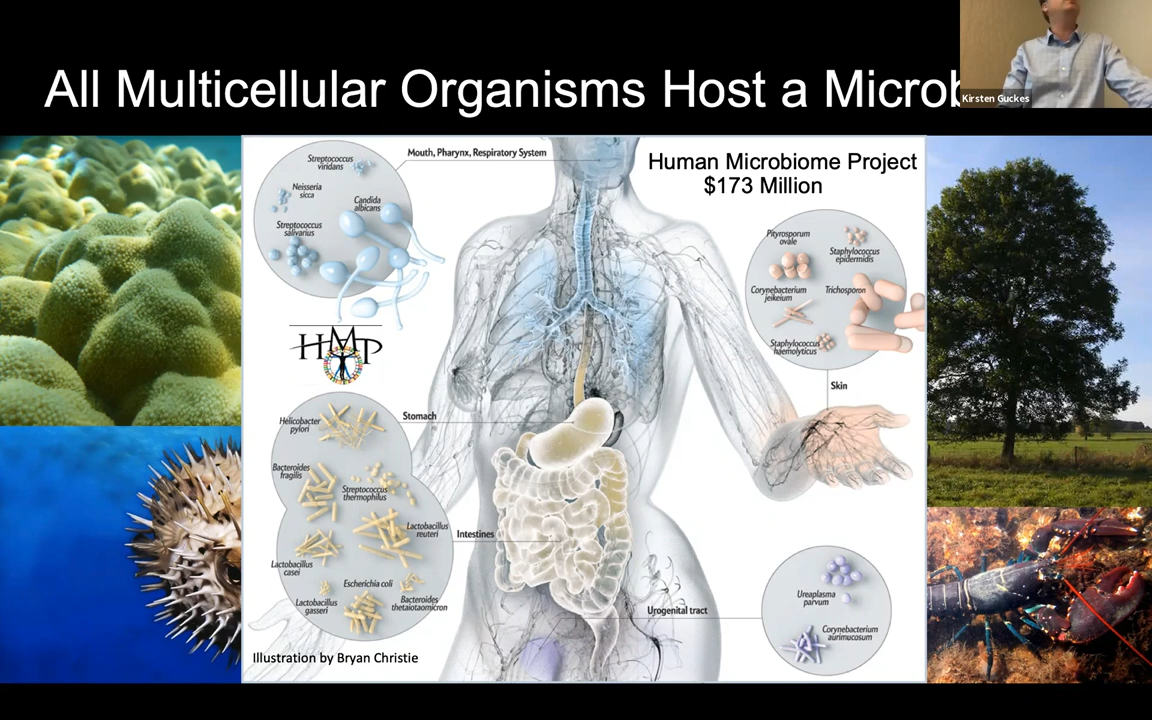 All Multicellular Organisms Host a Microb
Kirsten Guckes
Mouth, Pharynx, Respiratory System
Streptococcus
viridans
Neisseria
sicca
Candida
albicans
Streptococcus
salivarius
Human Microbiome Project
$173 Million
Pityrosporum
ovale
Staphylococcus
epidermidis
Corynebacterium
jeikeium
Trichosporon
Staphylococcus
haemolyticus
Skin
HMP
Stomach
Helicobacter
pylori
Bacteroides
fragilis
Streptococcus
thermophilus
Lactobacillus
reuteri
Intestines
Lactobacillus
casei
Escherichia coli
Lactobacillus
gasseri
Bacteroides
thetaiotaomicron
Urogenital tract
Ureaplasma
parvum
Corynebacterium
aurimucosum
Illustration by Bryan Christie